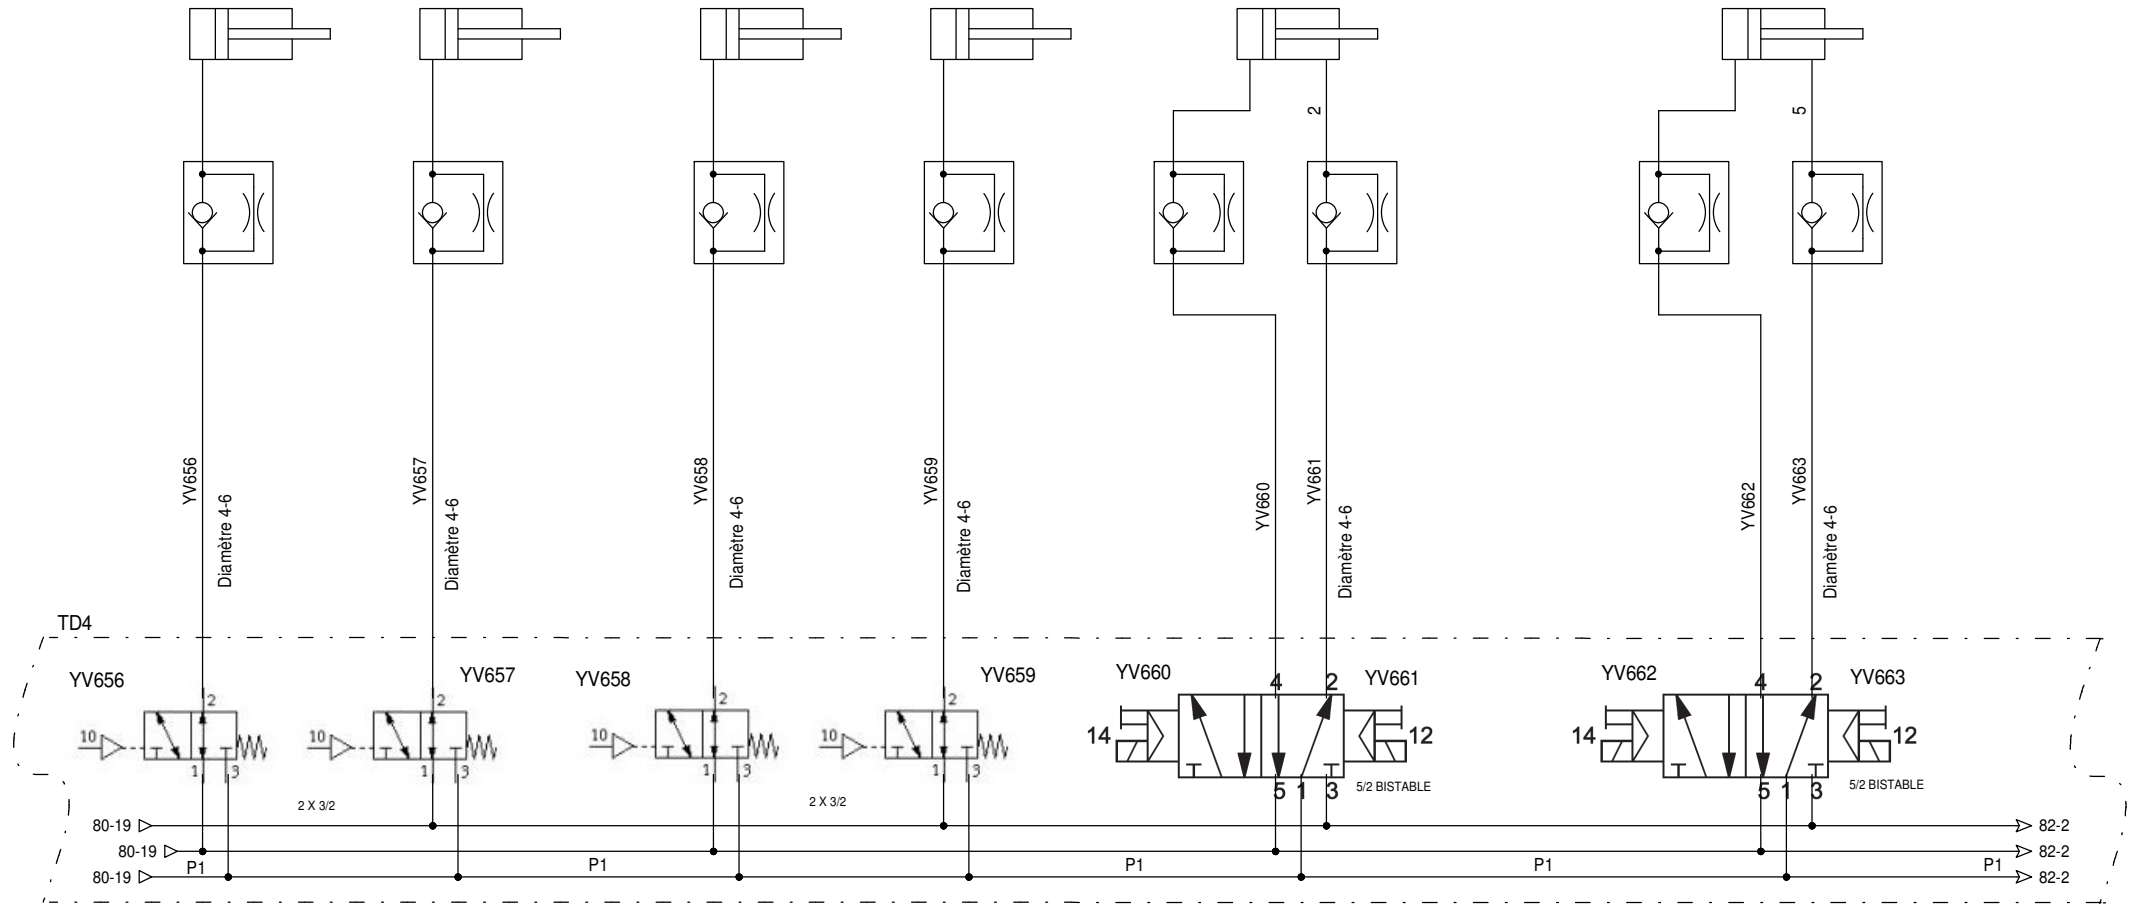 2
5
YV656
Diamètre 4-6
YV657
Diamètre 4-6
YV658
Diamètre 4-6
YV659
Diamètre 4-6
YV660
YV661
Diamètre 4-6
YV662
YV663
Diamètre 4-6
TD4
YV656
YV657
YV658
YV659
YV660
YV661
YV662
YV663
2
2
2
2
4
2
4
2
10
10
10
10
14
12
14
12
1
3
1
3
1
3
1
3
5 1 3
5 1 3
5/2 BISTABLE
5/2 BISTABLE
2 X 3/2
2 X 3/2
80-19
82-2
80-19
82-2
P1
P1
P1
P1
P1
80-19
82-2